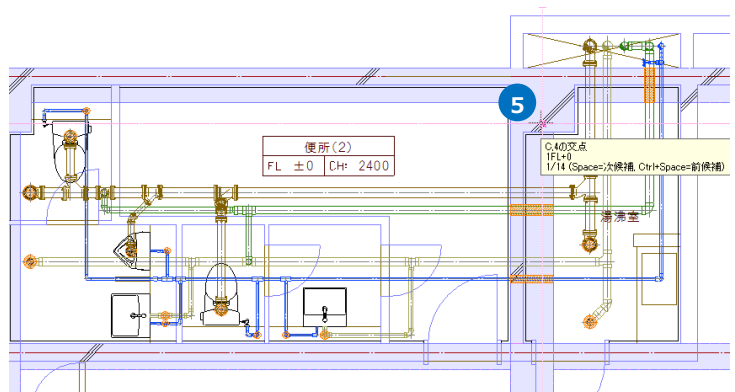 5
便所(2)
FL ±0 CH: 2400
C,4の交点
1FL+0
1/14 (Space=次候補, Ctrl+Space=前候補)
湯沸室